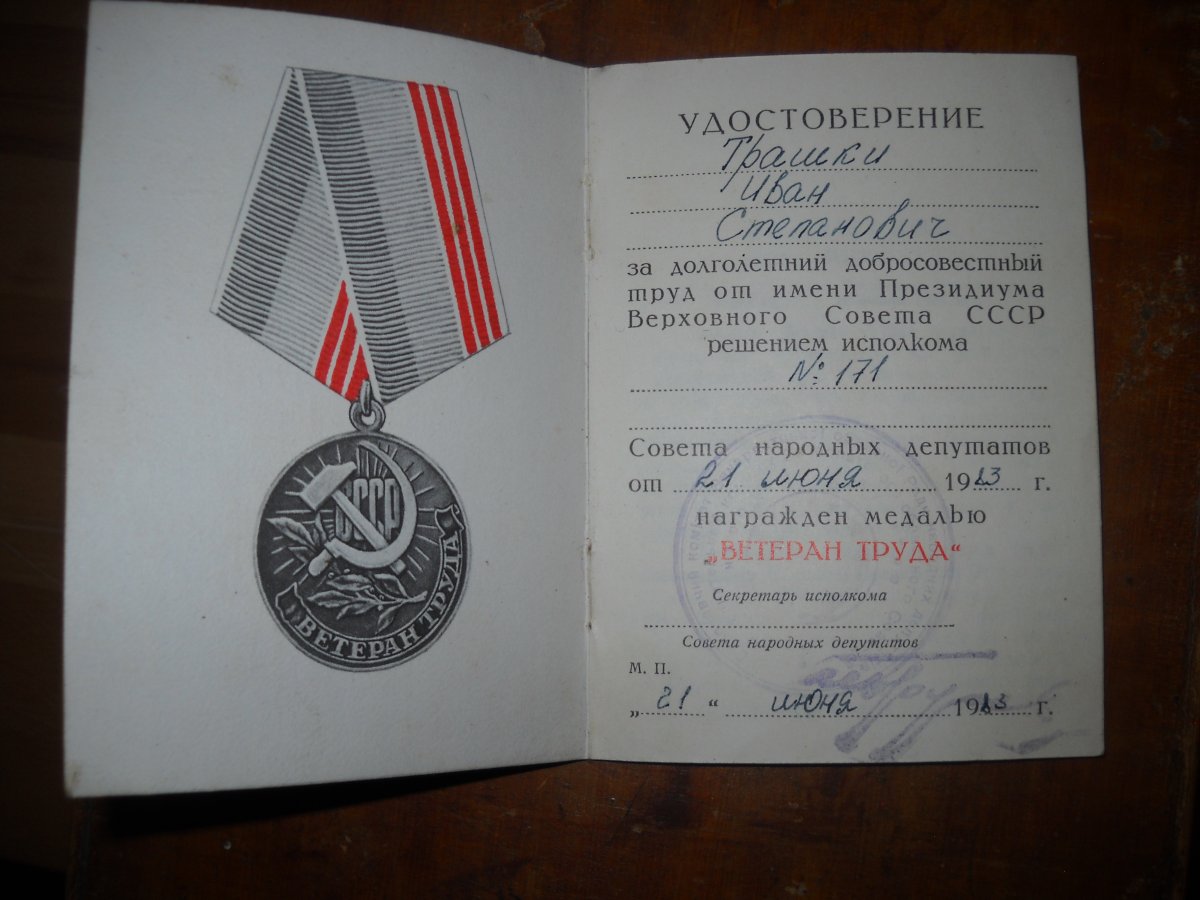 СССР
ВЕТЕРАН ТРУДА
УДОСТОВЕРЕНИЕ
Трашки
Иван
Степанович
за долголетний добросовестный
труд от имени Президиума
Верховного Совета СССР
решением исполкома
№: 171
Совета народных депутатов
от 21 июня 1983 г.
награжден медалью
„ВЕТЕРАН ТРУДА“
Секретарь исполкома
Совета народных депутатов
М. П.
„21“ июня 1983 г.